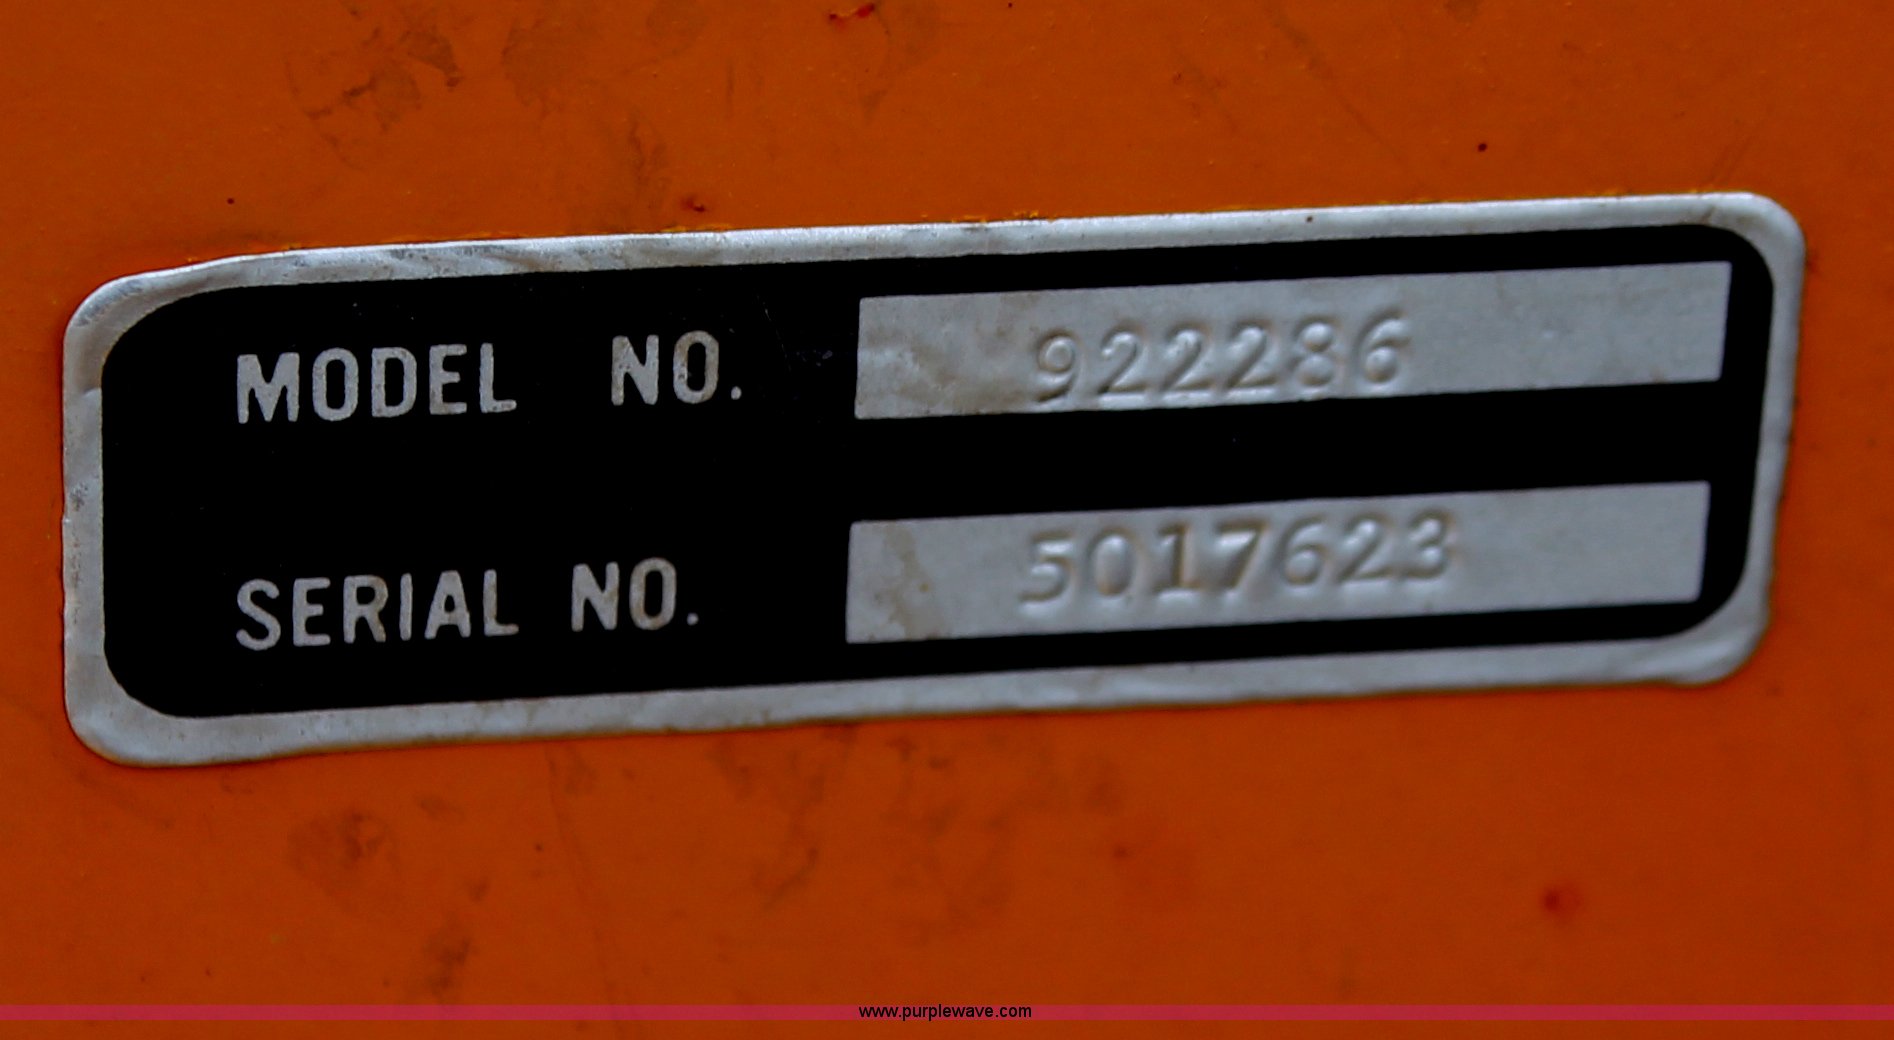 MODEL NO. 922286
SERIAL NO. 5017623
www.purplewave.com